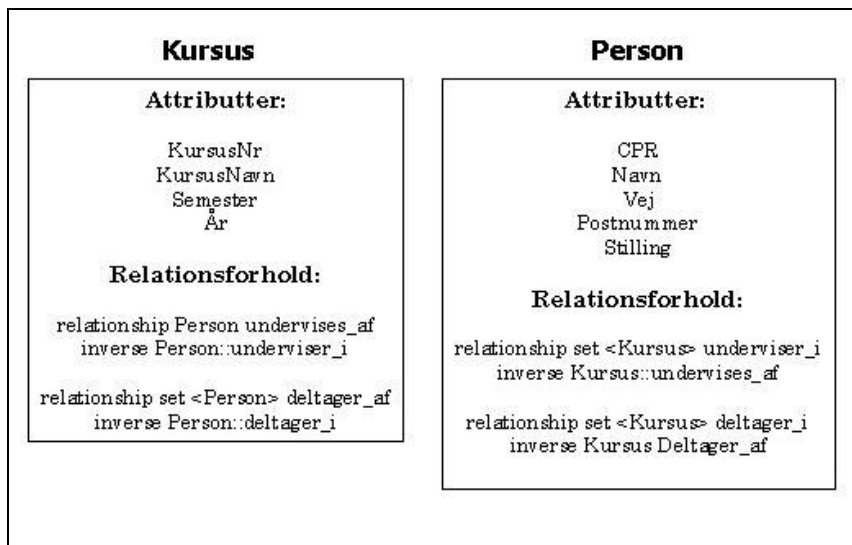 Kursus
Attributter:
KursusNr
KursusNavn
Semester
År
Relationsforhold:
relationship Person undervises_af
inverse Person::underviser_i
relationship set <Person> deltager_af
inverse Person::deltager_i
Person
Attributter:
CPR
Navn
Vej
Postnummer
Stilling
Relationsforhold:
relationship set <Kursus> underviser_i
inverse Kursus::undervises_af
relationship set <Kursus> deltager_i
inverse Kursus Deltager_af